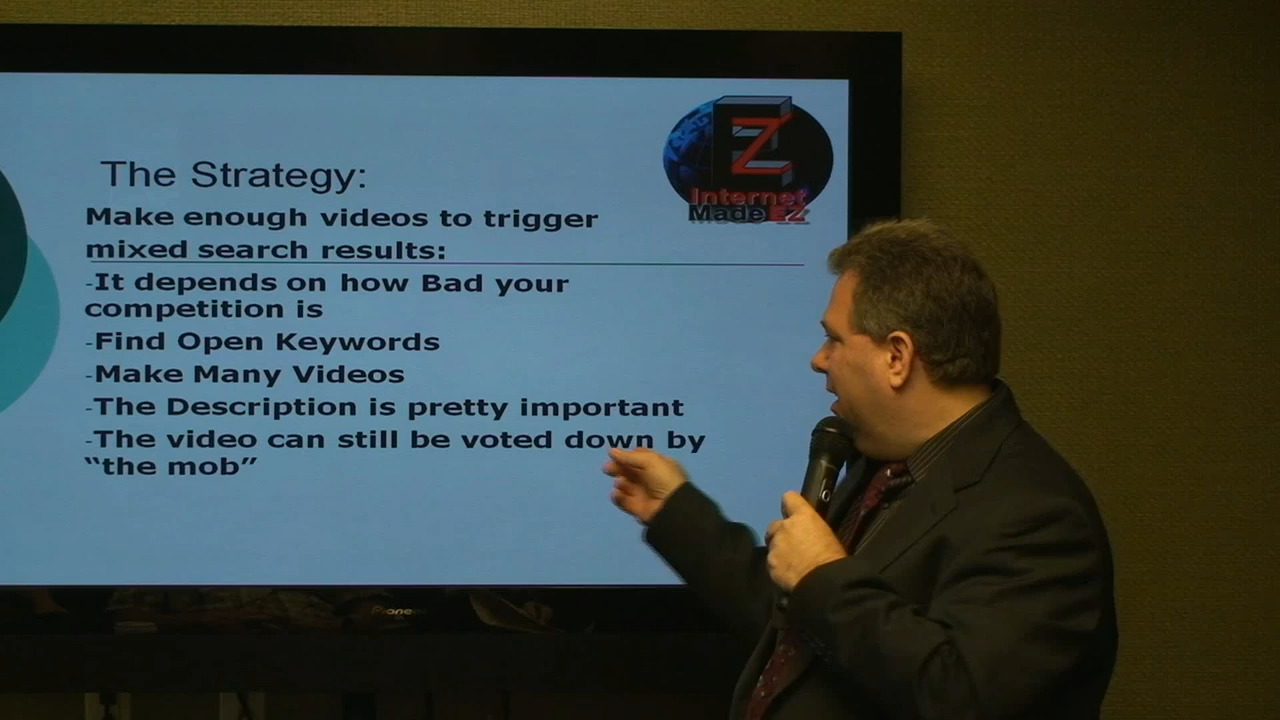 EZ
Internet
Made EZ
The Strategy:
Make enough videos to trigger
mixed search results:
-It depends on how Bad your
competition is
-Find Open Keywords
-Make Many Videos
-The Description is pretty important
-The video can still be voted down by
“the mob”
Pioneer